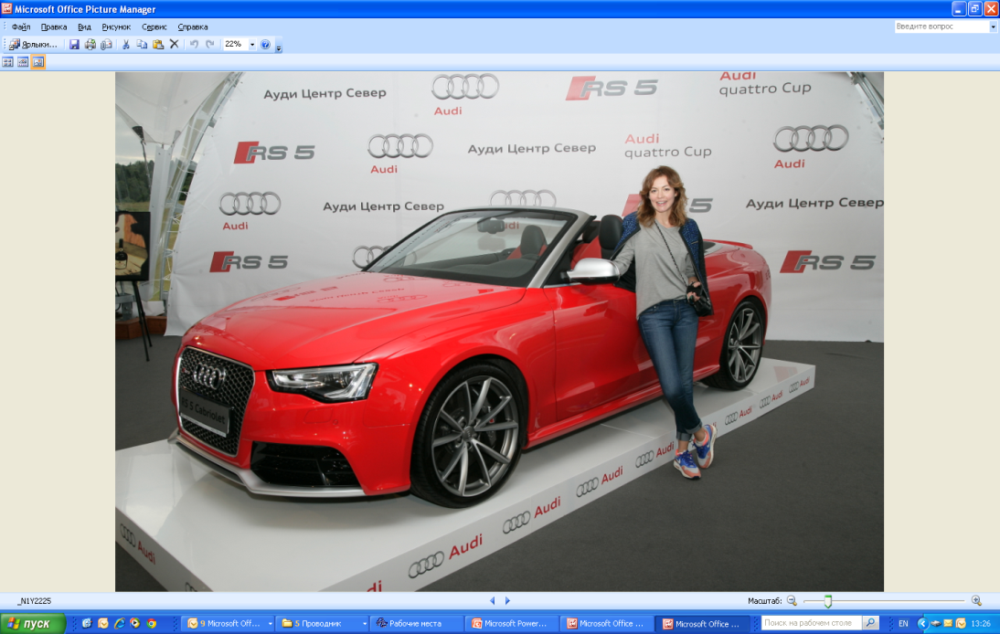 Microsoft Office Picture Manager
Файл Правка Вид Рисунок Сервис Справка
Введите вопрос
Ярлыки... 22%
Ауди Центр Север
Audi
RS 5
Audi
quattro Cup
RS 5
Audi
Ауди Центр Север
Audi
quattro Cup
Audi
Audi
Ауди Центр Север
RS 5
Ауди Центр Север
RS 5
RS 5
RS 5 Cabriolet
Audi
Audi
Audi
Audi
Audi
Audi
Audi
Audi
_N1Y2225
Масштаб:
пуск
9 Microsoft Off...
5 Проводник
Рабочие места
Microsoft Power...
Microsoft Office ...
Microsoft Office ...
Поиск на рабочем столе
EN
13:26